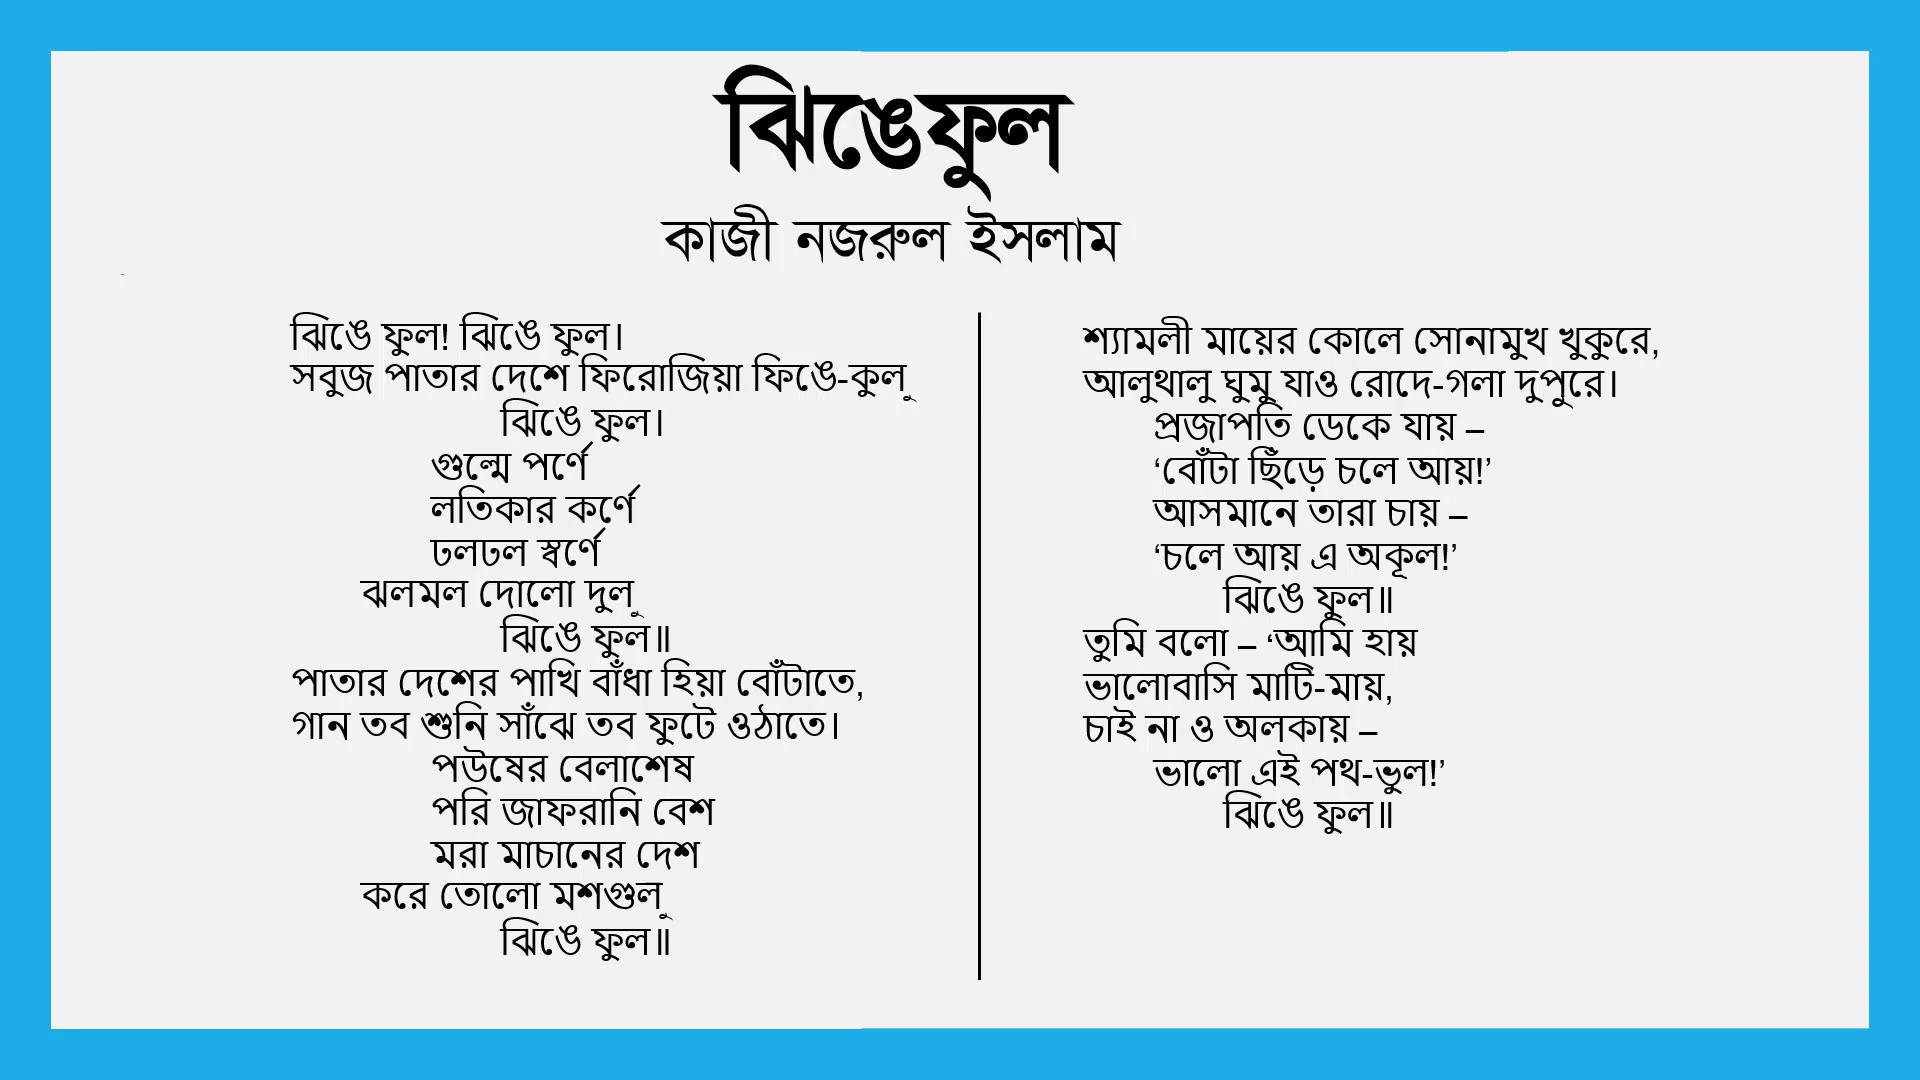 ঝিঙেফুল
কাজী নজরুল ইসলাম
ঝিঙে ফুল! ঝিঙে ফুল।
সবুজ পাতার দেশে ফিরোজিয়া ফিঙে-কুল
ঝিঙে ফুল।
গুল্মে পর্ণে
লতিকার কর্ণে
ঢলঢল স্বর্ণে
ঝলমল দোলো দুল
ঝিঙে ফুল॥
পাতার দেশের পাখি বাঁধা হিয়া বোঁটাতে,
গান তব শুনি সাঁঝে তব ফুটে ওঠাতে।
পউষের বেলাশেষ
পরি জাফরানি বেশ
মরা মাচানের দেশ
করে তোলো মশগুল
ঝিঙে ফুল॥
শ্যামলী মায়ের কোলে সোনামুখ খুকুরে,
আলুথালু ঘুমু যাও রোদে-গলা দুপুরে।
প্রজাপতি ডেকে যায় –
‘বোঁটা ছিঁড়ে চলে আয়!’
আসমানে তারা চায় –
‘চলে আয় এ অকূল!’
ঝিঙে ফুল॥
তুমি বলো – ‘আমি হায়
ভালোবাসি মাটি-মায়,
চাই না ও অলকায় –
ভালো এই পথ-ভুল!’
ঝিঙে ফুল॥